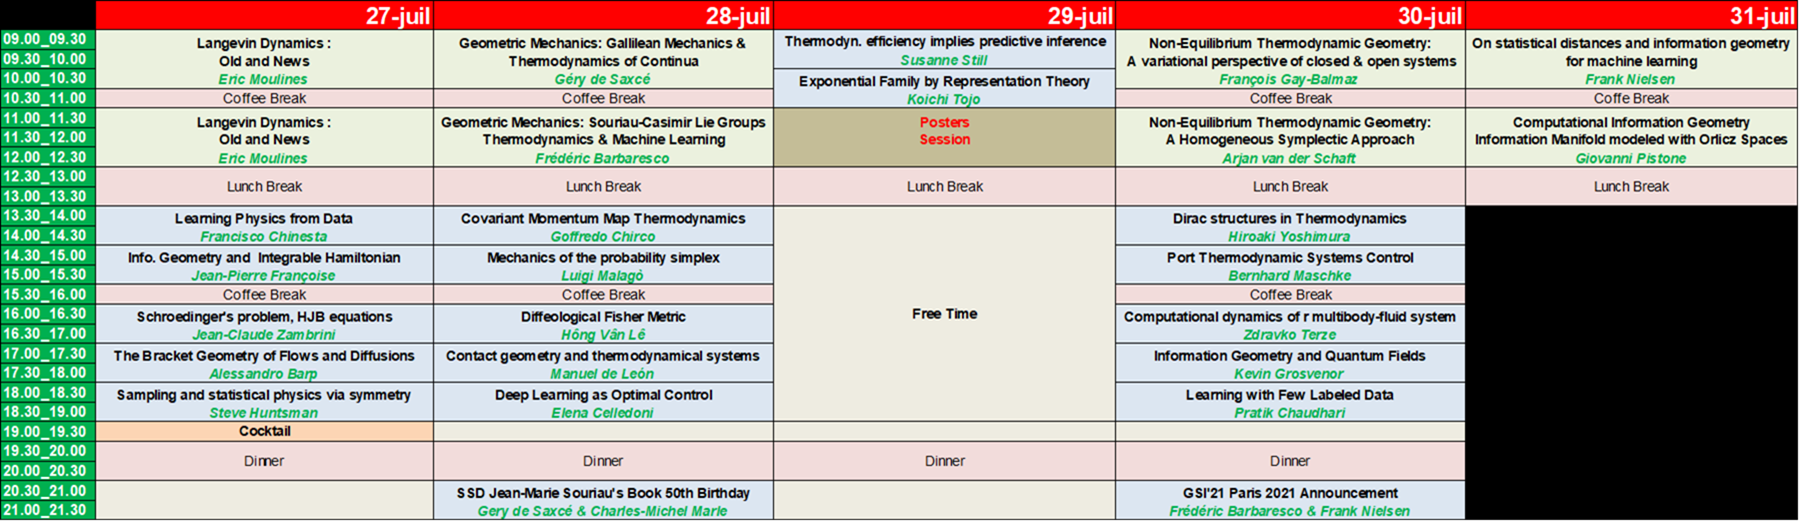 27-juil 28-juil 29-juil 30-juil 31-juil
09.00_09.30
09.30_10.00
10.00_10.30
10.30_11.00
11.00_11.30
11.30_12.00
12.00_12.30
12.30_13.00
13.00_13.30
13.30_14.00
14.00_14.30
14.30_15.00
15.00_15.30
15.30_16.00
16.00_16.30
16.30_17.00
17.00_17.30
17.30_18.00
18.00_18.30
18.30_19.00
19.00_19.30
19.30_20.00
20.00_20.30
20.30_21.00
21.00_21.30
Langevin Dynamics :
Old and News
Eric Moulines
Coffee Break
Langevin Dynamics :
Old and News
Eric Moulines
Lunch Break
Learning Physics from Data
Francisco Chinesta
Info. Geometry and Integrable Hamiltonian
Jean-Pierre Françoise
Coffee Break
Schroedinger's problem, HJB equations
Jean-Claude Zambrini
The Bracket Geometry of Flows and Diffusions
Alessandro Barp
Sampling and statistical physics via symmetry
Steve Huntsman
Cocktail
Dinner
Geometric Mechanics: Gallilean Mechanics &
Thermodynamics of Continua
Géry de Saxcé
Coffee Break
Geometric Mechanics: Souriau-Casimir Lie Groups
Thermodynamics & Machine Learning
Frédéric Barbaresco
Lunch Break
Covariant Momentum Map Thermodynamics
Goffredo Chirco
Mechanics of the probability simplex
Luigi Malagò
Coffee Break
Diffeological Fisher Metric
Hông Vân Lê
Contact geometry and thermodynamical systems
Manuel de León
Deep Learning as Optimal Control
Elena Celledoni
Dinner
SSD Jean-Marie Souriau's Book 50th Birthday
Gery de Saxcé & Charles-Michel Marle
Thermodyn. efficiency implies predictive inference
Susanne Still
Exponential Family by Representation Theory
Koichi Tojo
Posters
Session
Lunch Break
Free Time
Dinner
Non-Equilibrium Thermodynamic Geometry:
A variational perspective of closed & open systems
François Gay-Balmaz
Coffee Break
Non-Equilibrium Thermodynamic Geometry:
A Homogeneous Symplectic Approach
Arjan van der Schaft
Lunch Break
Dirac structures in Thermodynamics
Hiroaki Yoshimura
Port Thermodynamic Systems Control
Bernhard Maschke
Coffee Break
Computational dynamics of r multibody-fluid system
Zdravko Terze
Information Geometry and Quantum Fields
Kevin Grosvenor
Learning with Few Labeled Data
Pratik Chaudhari
Dinner
GSI'21 Paris 2021 Announcement
Frédéric Barbaresco & Frank Nielsen
On statistical distances and information geometry
for machine learning
Frank Nielsen
Coffe Break
Computational Information Geometry
Information Manifold modeled with Orlicz Spaces
Giovanni Pistone
Lunch Break